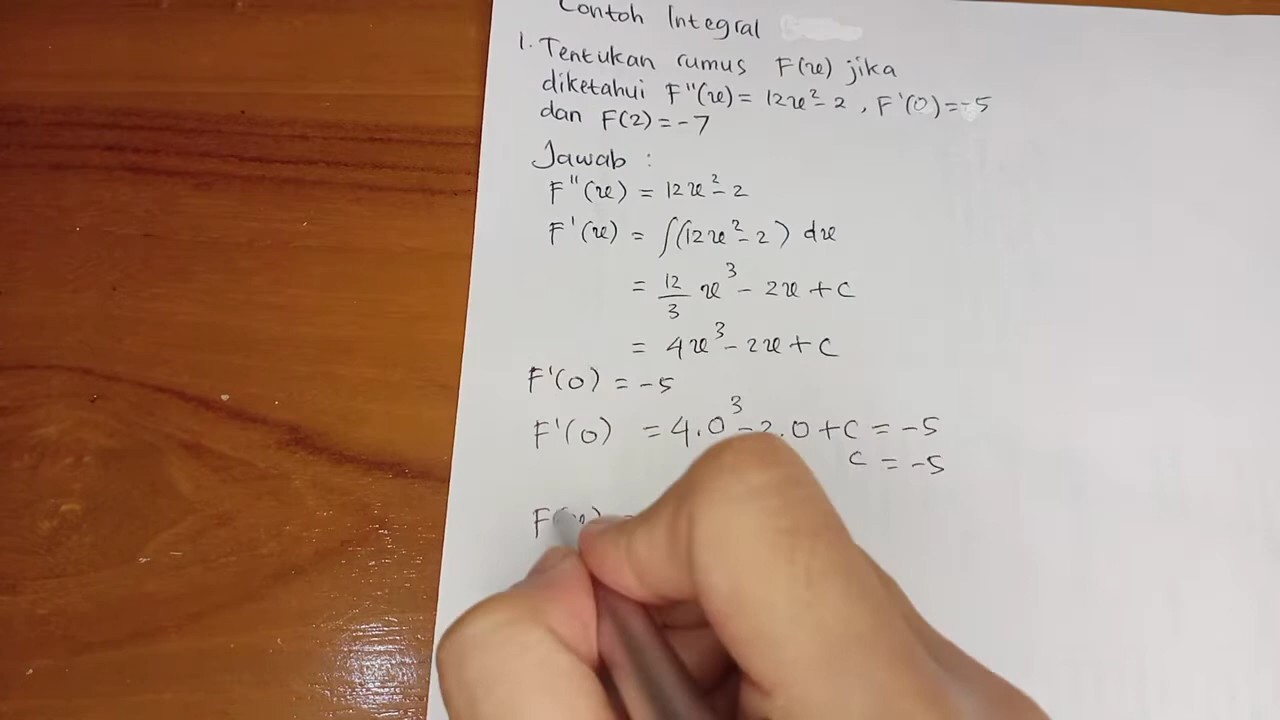 Contoh Integral
1. Tentukan rumus F(x) jika
diketahui F"(x) = 12x² - 2 , F'(0) = -5
dan F(2) = -7
Jawab :
F"(x) = 12x² - 2
F'(x) = ∫(12x² - 2) dx
= 12/3 x³ - 2x + C
= 4x³ - 2x + C
F'(0) = -5
F'(0) = 4.0³ - 2.0 + C = -5
C = -5